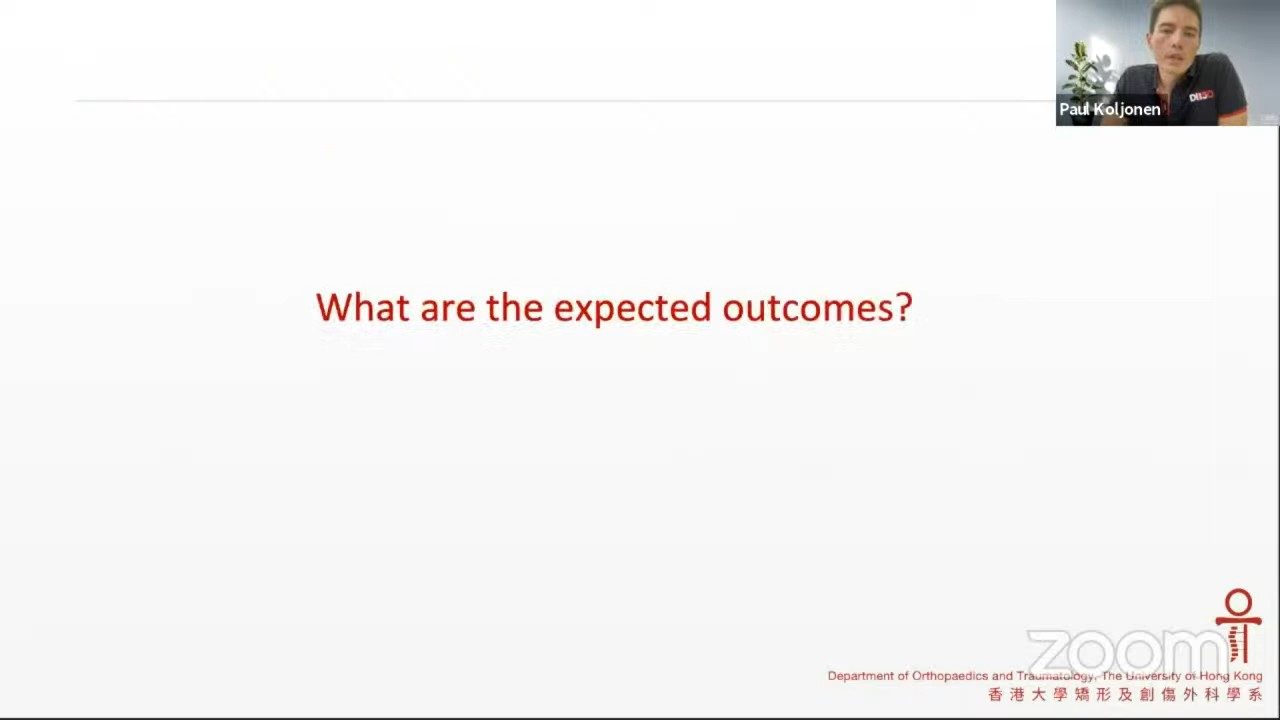 Paul Koljonen
What are the expected outcomes?
zoom
Department of Orthopaedics and Traumatology, The University of Hong Kong
香港大學矯形及創傷外科學系